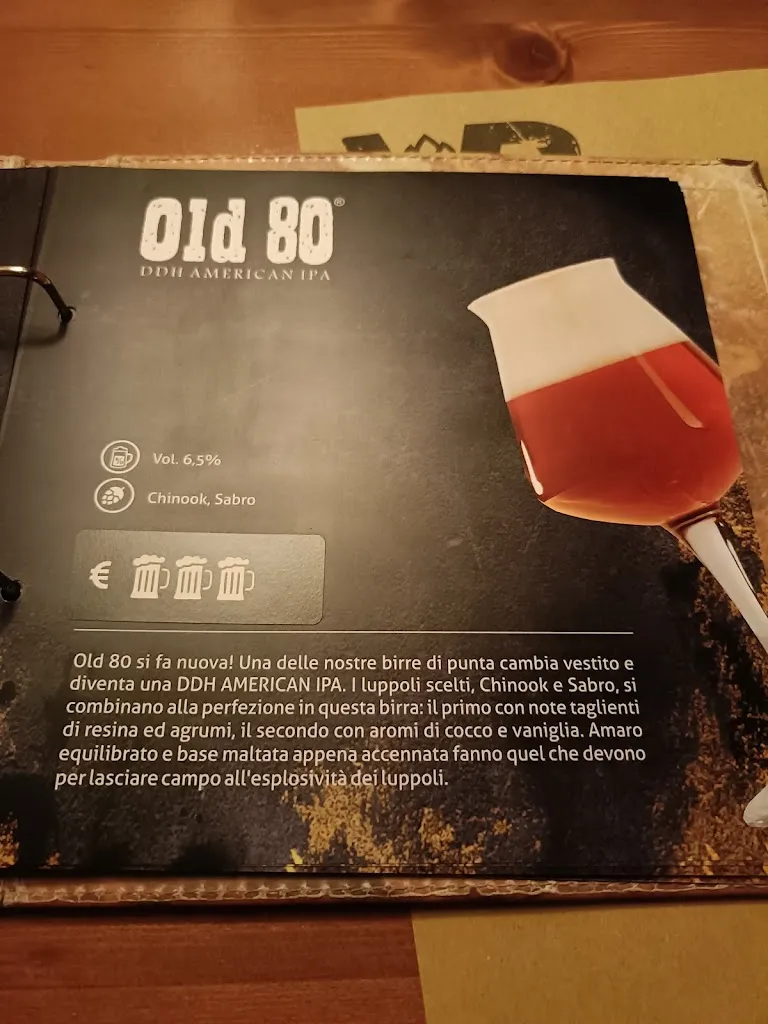 Old 80®
DDH AMERICAN IPA
Vol. 6,5%
Chinook, Sabro
€
Old 80 si fa nuova! Una delle nostre birre di punta cambia vestito e
diventa una DDH AMERICAN IPA. I luppoli scelti, Chinook e Sabro, si
combinano alla perfezione in questa birra: il primo con note taglienti
di resina ed agrumi, il secondo con aromi di cocco e vaniglia. Amaro
equilibrato e base maltata appena accennata fanno quel che devono
per lasciare campo all'esplosività dei luppoli.